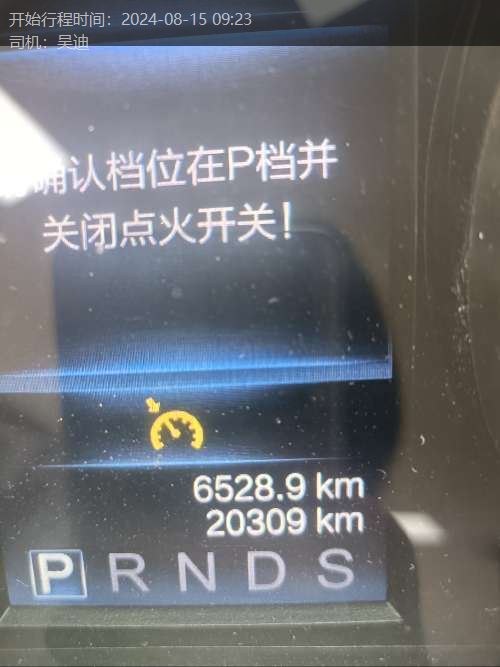 开始行程时间：2024-08-15 09:23
司机：吴迪
确认档位在P档并
关闭点火开关！
6528.9 km
20309 km
P R N D S